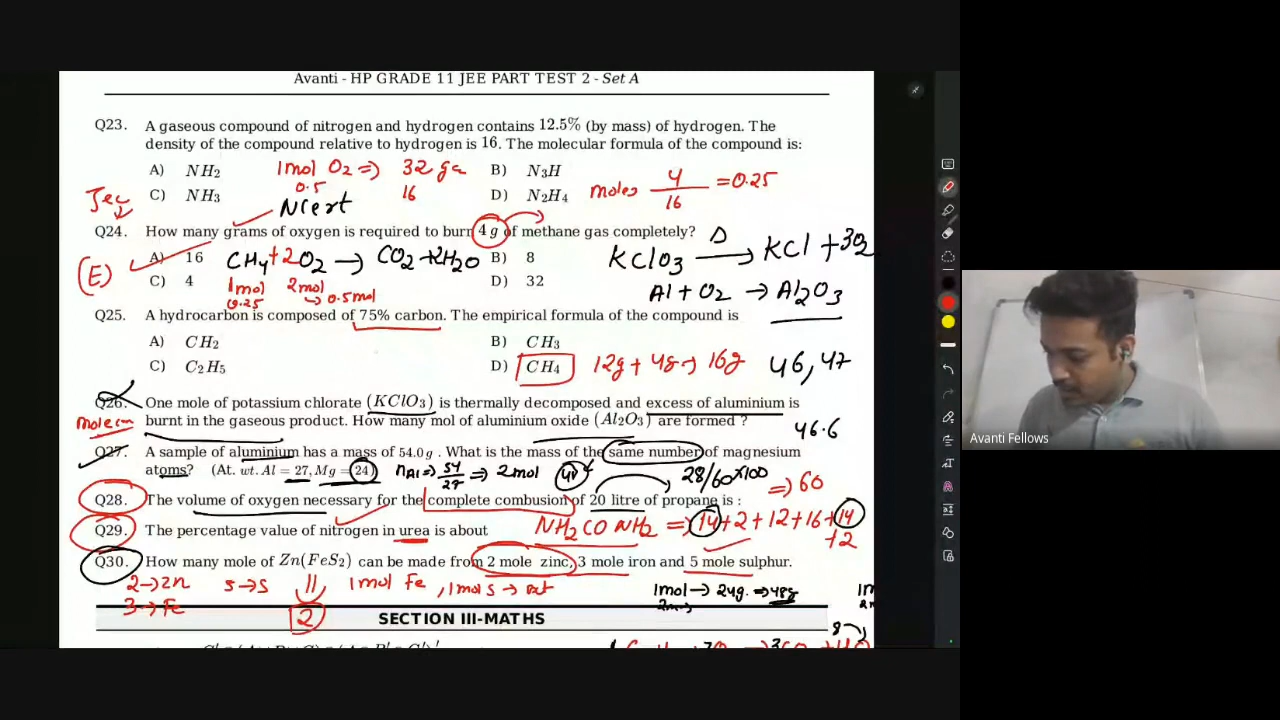 Avanti - HP GRADE 11 JEE PART TEST 2 - Set A
Q23. A gaseous compound of nitrogen and hydrogen contains 12.5% (by mass) of hydrogen. The
density of the compound relative to hydrogen is 16. The molecular formula of the compound is:
A) NH2
B) N3H
C) NH3
D) N2H4
1mol O2 ⇒ 32
0.5 16
moles 4/16 = 0.25
Jee
Ncert
Q24. How many grams of oxygen is required to burn 4 g of methane gas completely?
A) 16
B) 8
C) 4
D) 32
(E)
CH4 + 2O2 → CO2 + 2H2O
1mol 2mol
0.25 → 0.5mol
KClO3 Δ→ KCl + 3O2
Al + O2 → Al2O3
Q25. A hydrocarbon is composed of 75% carbon. The empirical formula of the compound is
A) CH2
B) CH3
C) C2H5
D) CH4
12g + 4g → 16g
46, 47
Q26. One mole of potassium chlorate (KClO3) is thermally decomposed and excess of aluminium is
burnt in the gaseous product. How many mol of aluminium oxide (Al2O3) are formed ?
46.6
Q27. A sample of aluminium has a mass of 54.0 g . What is the mass of the same number of magnesium
atoms? (At. wt. Al = 27, Mg = 24)
nAl ⇒ 54/27 ⇒ 2mol
28/60 × 100
⇒ 60
Q28. The volume of oxygen necessary for the complete combusion of 20 litre of propane is :
Q29. The percentage value of nitrogen in urea is about
NH2 CO NH2 ⇒ 14 + 2 + 12 + 16 + 14
+ 2
Q30. How many mole of Zn(FeS2) can be made from 2 mole zinc, 3 mole iron and 5 mole sulphur.
2 → Zn 5 → S 1mol Fe , 1mol S →
3 → Fe
2
1mol → 24g ⇒ 48g
SECTION III-MATHS
Avanti Fellows